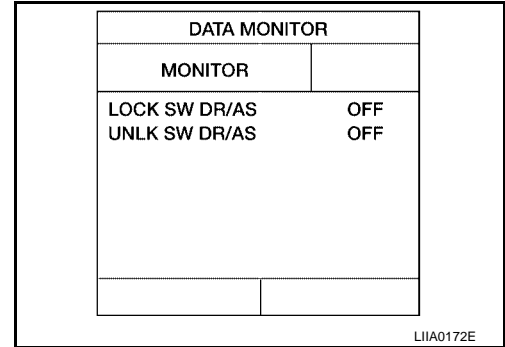 DATA MONITOR
MONITOR
LOCK SW DR/AS OFF
UNLK SW DR/AS OFF
LIIA0172E